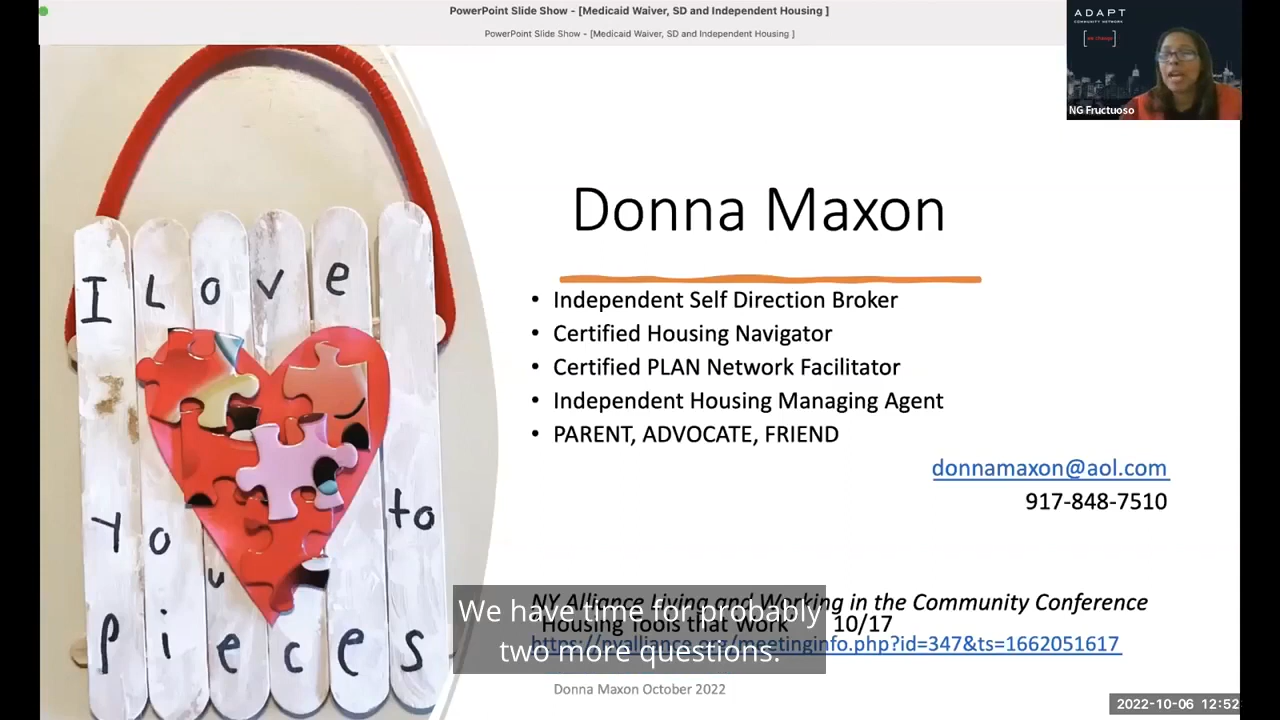 PowerPoint Slide Show - [Medicaid Waiver, SD and Independent Housing ]
PowerPoint Slide Show - [Medicaid Waiver, SD and Independent Housing ]
ADAPT
COMMUNITY NETWORK
NG Fructuoso
I Love
you to
pieces
Donna Maxon
• Independent Self Direction Broker
• Certified Housing Navigator
• Certified PLAN Network Facilitator
• Independent Housing Managing Agent
• PARENT, ADVOCATE, FRIEND
donnamaxon@aol.com
917-848-7510
NY Alliance Living and Working in the Community Conference
Housing Tools that Work 10/17
https://nyalliance.org/meetinginfo.php?id=347&ts=1662051617
We have time for probably
two more questions.
Donna Maxon October 2022
2022-10-06 12:52